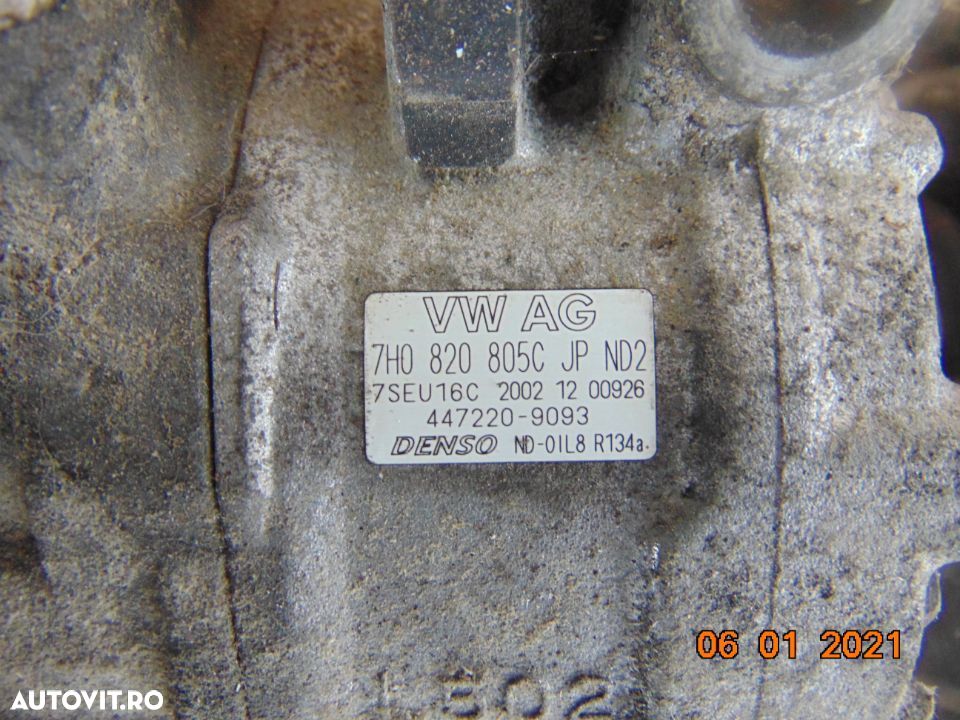 VW AG
7H0 820 805C JP ND2
7SEU16C 2002 12 00926
447220-9093
DENSO ND-OIL8 R134a
06 01 2021
1502
AUTOVIT.RO